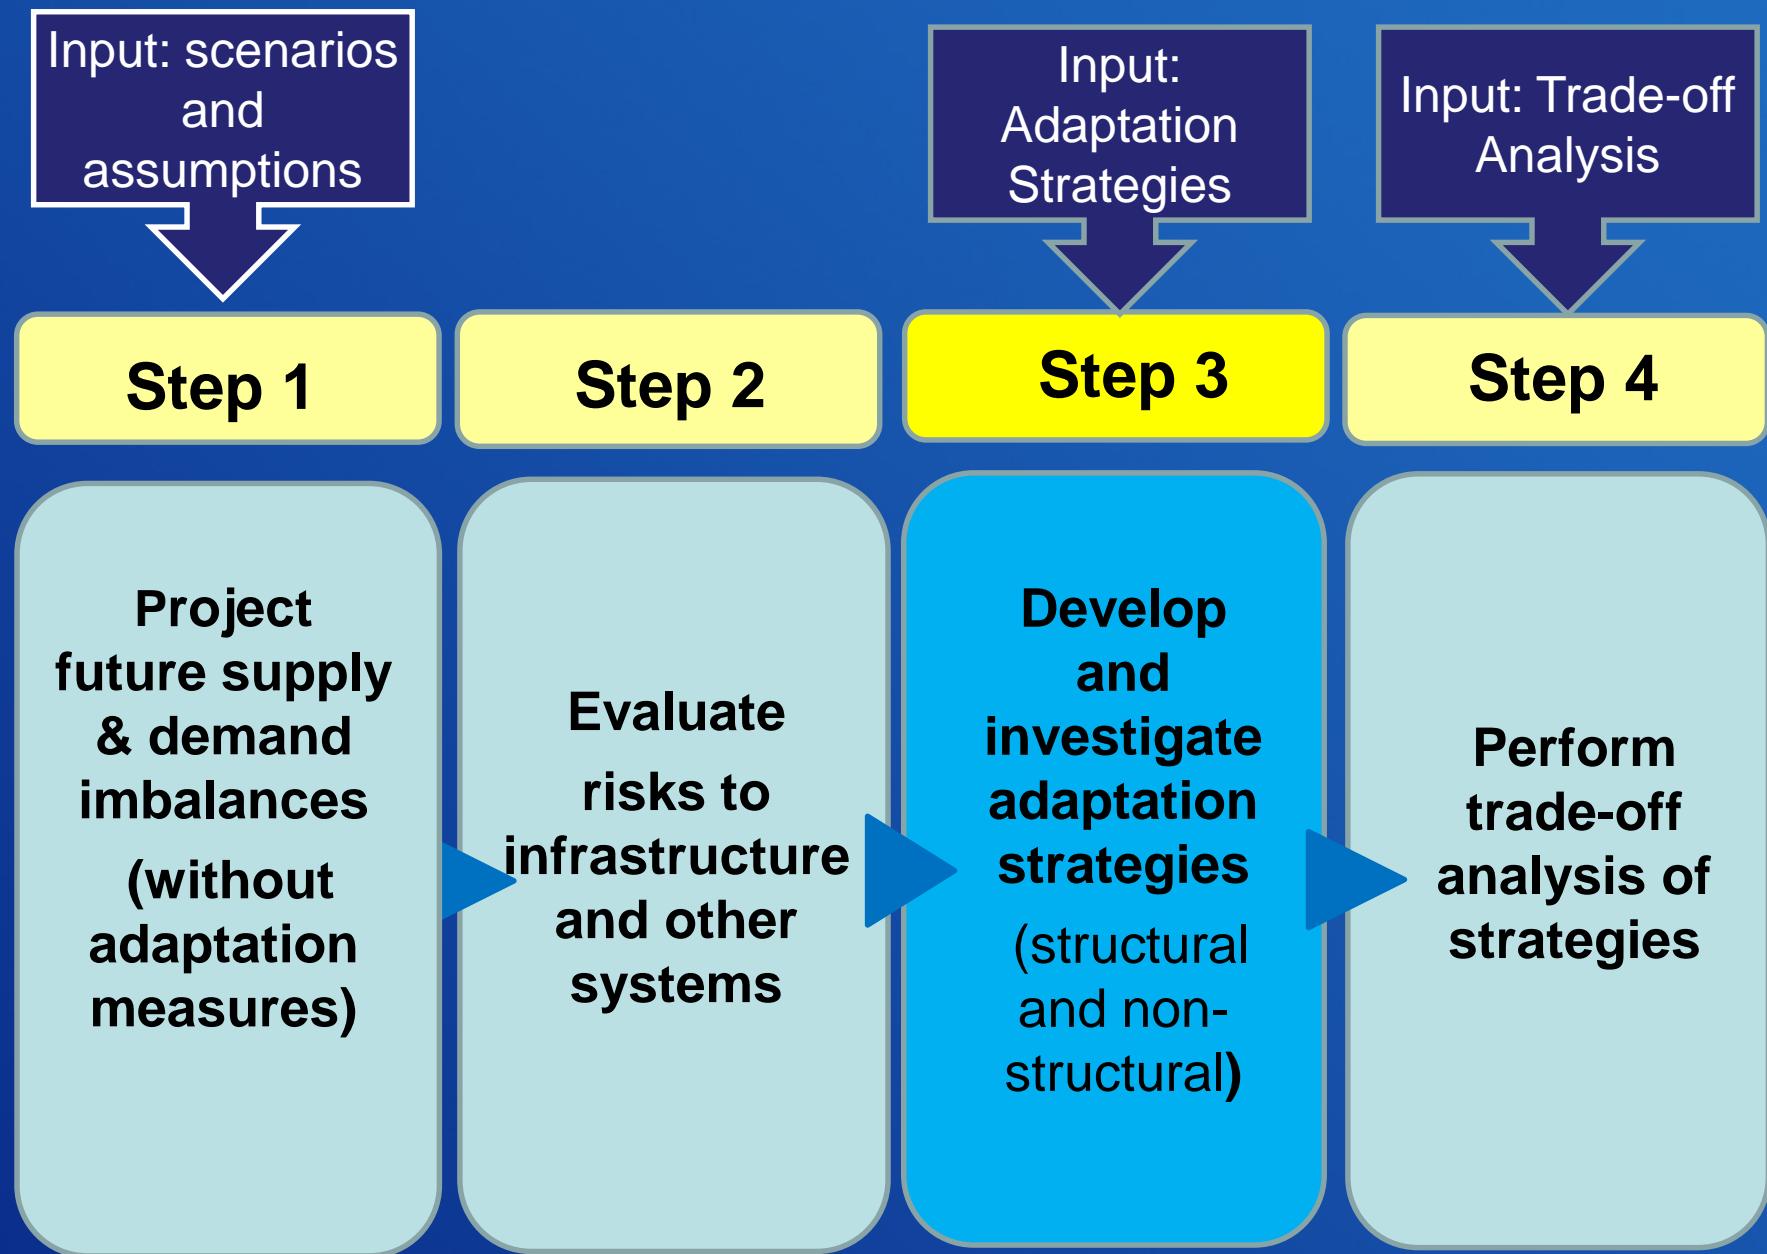 Input: scenarios
and
assumptions
Input:
Adaptation
Strategies
Input: Trade-off
Analysis
Step 1
Step 2
Step 3
Step 4
Project
future supply
& demand
imbalances
(without
adaptation
measures)
Evaluate
risks to
infrastructure
and other
systems
Develop
and
investigate
adaptation
strategies
(structural
and non-
structural)
Perform
trade-off
analysis of
strategies